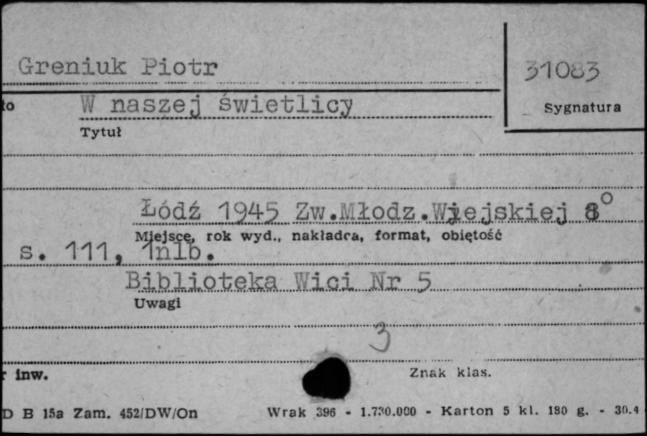 Greniuk Piotr
31083
to W naszej świetlicy
Sygnatura
Tytuł
Łódź 1945 Zw.Młodz.Wiejskiej 8°
Miejsce, rok wyd., nakładca, format, objętość
s. 111, 1nlb.
Biblioteka Wici Nr 5
Uwagi
3
r inw.
Znak klas.
D B 15a Zam. 452/DW/On Wrak 396 - 1.730.000 - Karton 5 kl. 180 g. - 30.4